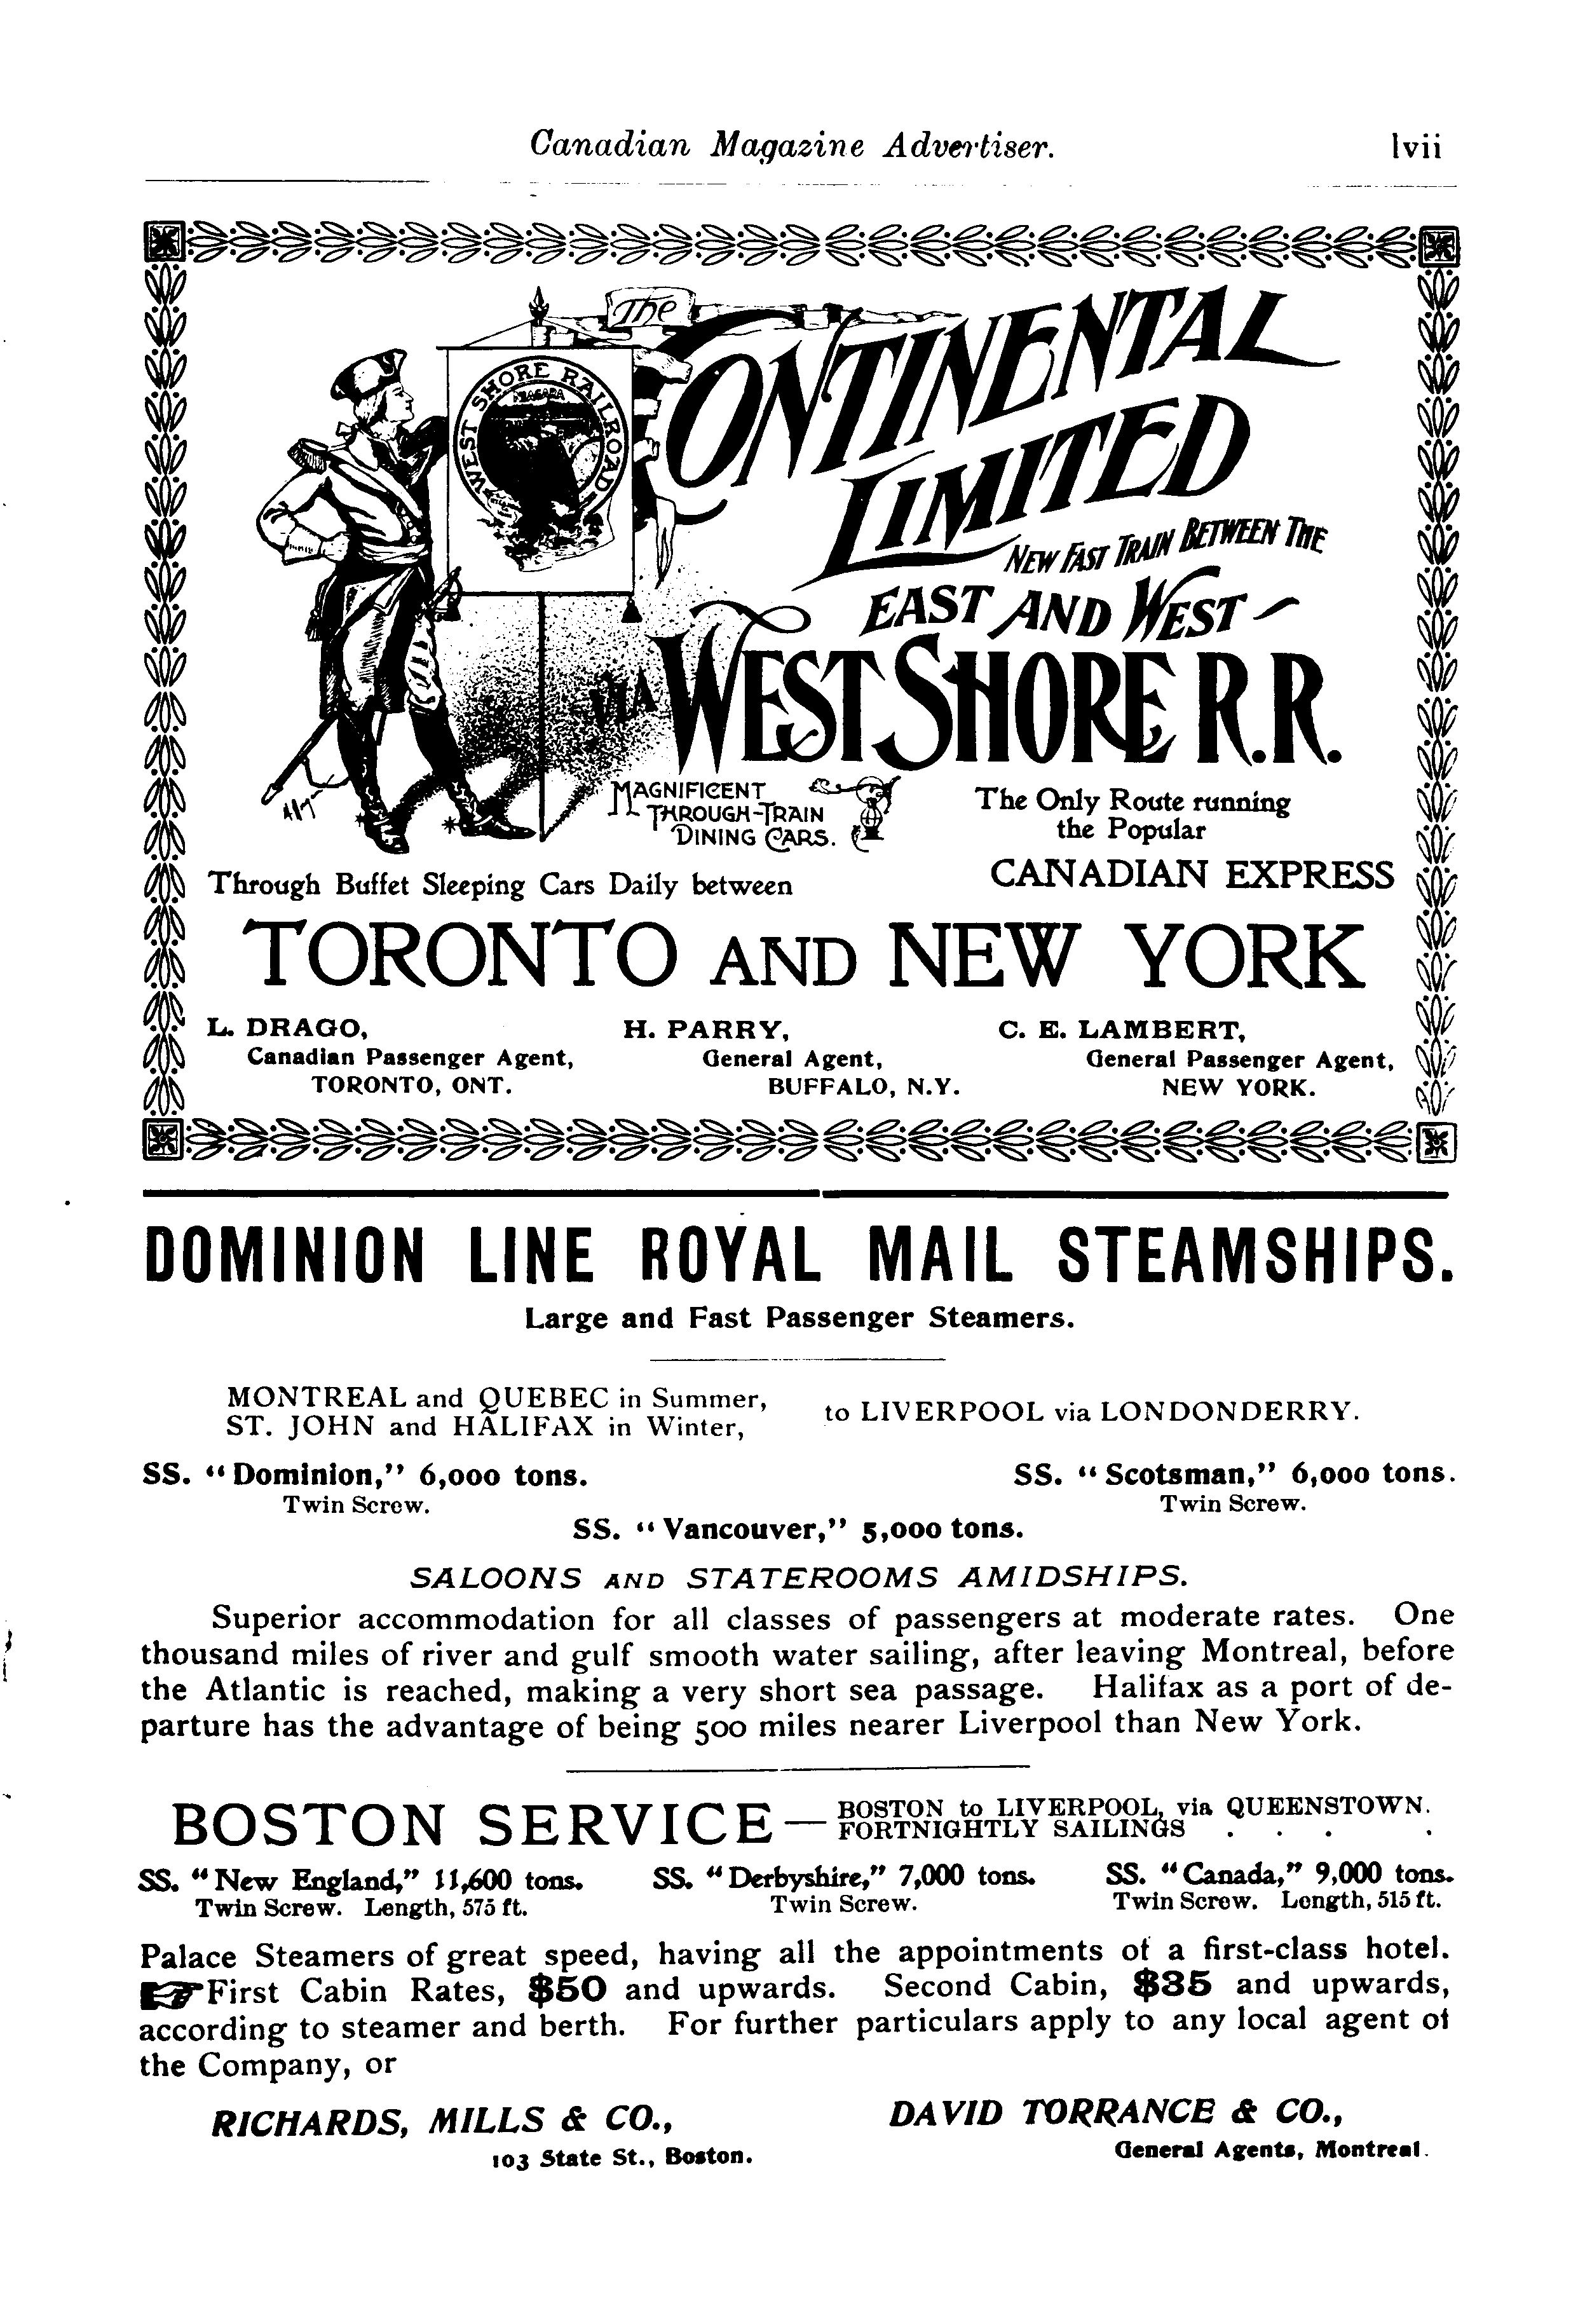 Canadian Magazine Advertiser. lvii
The
CONTINENTAL
LIMITED
WEST SHORE RAILROAD
NIAGARA
NEW FAST TRAIN BETWEEN THE
EAST AND WEST
VIA WEST SHORE R.R.
MAGNIFICENT
THROUGH-TRAIN
DINING CARS.
The Only Route running
the Popular
CANADIAN EXPRESS
Through Buffet Sleeping Cars Daily between
TORONTO AND NEW YORK
L. DRAGO,
Canadian Passenger Agent,
TORONTO, ONT.
H. PARRY,
General Agent,
BUFFALO, N.Y.
C. E. LAMBERT,
General Passenger Agent,
NEW YORK.
DOMINION LINE ROYAL MAIL STEAMSHIPS.
Large and Fast Passenger Steamers.
MONTREAL and QUEBEC in Summer,
ST. JOHN and HALIFAX in Winter,
to LIVERPOOL via LONDONDERRY.
SS. "Dominion," 6,000 tons.
Twin Screw.
SS. "Scotsman," 6,000 tons.
Twin Screw.
SS. "Vancouver," 5,000 tons.
SALOONS AND STATEROOMS AMIDSHIPS.
Superior accommodation for all classes of passengers at moderate rates. One
thousand miles of river and gulf smooth water sailing, after leaving Montreal, before
the Atlantic is reached, making a very short sea passage. Halifax as a port of de-
parture has the advantage of being 500 miles nearer Liverpool than New York.
BOSTON SERVICE—
BOSTON to LIVERPOOL, via QUEENSTOWN.
FORTNIGHTLY SAILINGS . . . .
SS. "New England," 11,600 tons.
Twin Screw. Length, 575 ft.
SS. "Derbyshire," 7,000 tons.
Twin Screw.
SS. "Canada," 9,000 tons.
Twin Screw. Length, 515 ft.
Palace Steamers of great speed, having all the appointments of a first-class hotel.
☞First Cabin Rates, $50 and upwards. Second Cabin, $35 and upwards,
according to steamer and berth. For further particulars apply to any local agent of
the Company, or
RICHARDS, MILLS & CO.,
103 State St., Boston.
DAVID TORRANCE & CO.,
General Agents, Montreal.